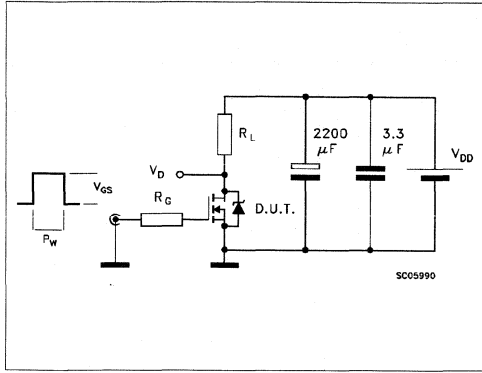 R_L
2200
μF
3.3
μF
V_DD
V_D
V_GS
R_G
D.U.T.
P_W
SC05990